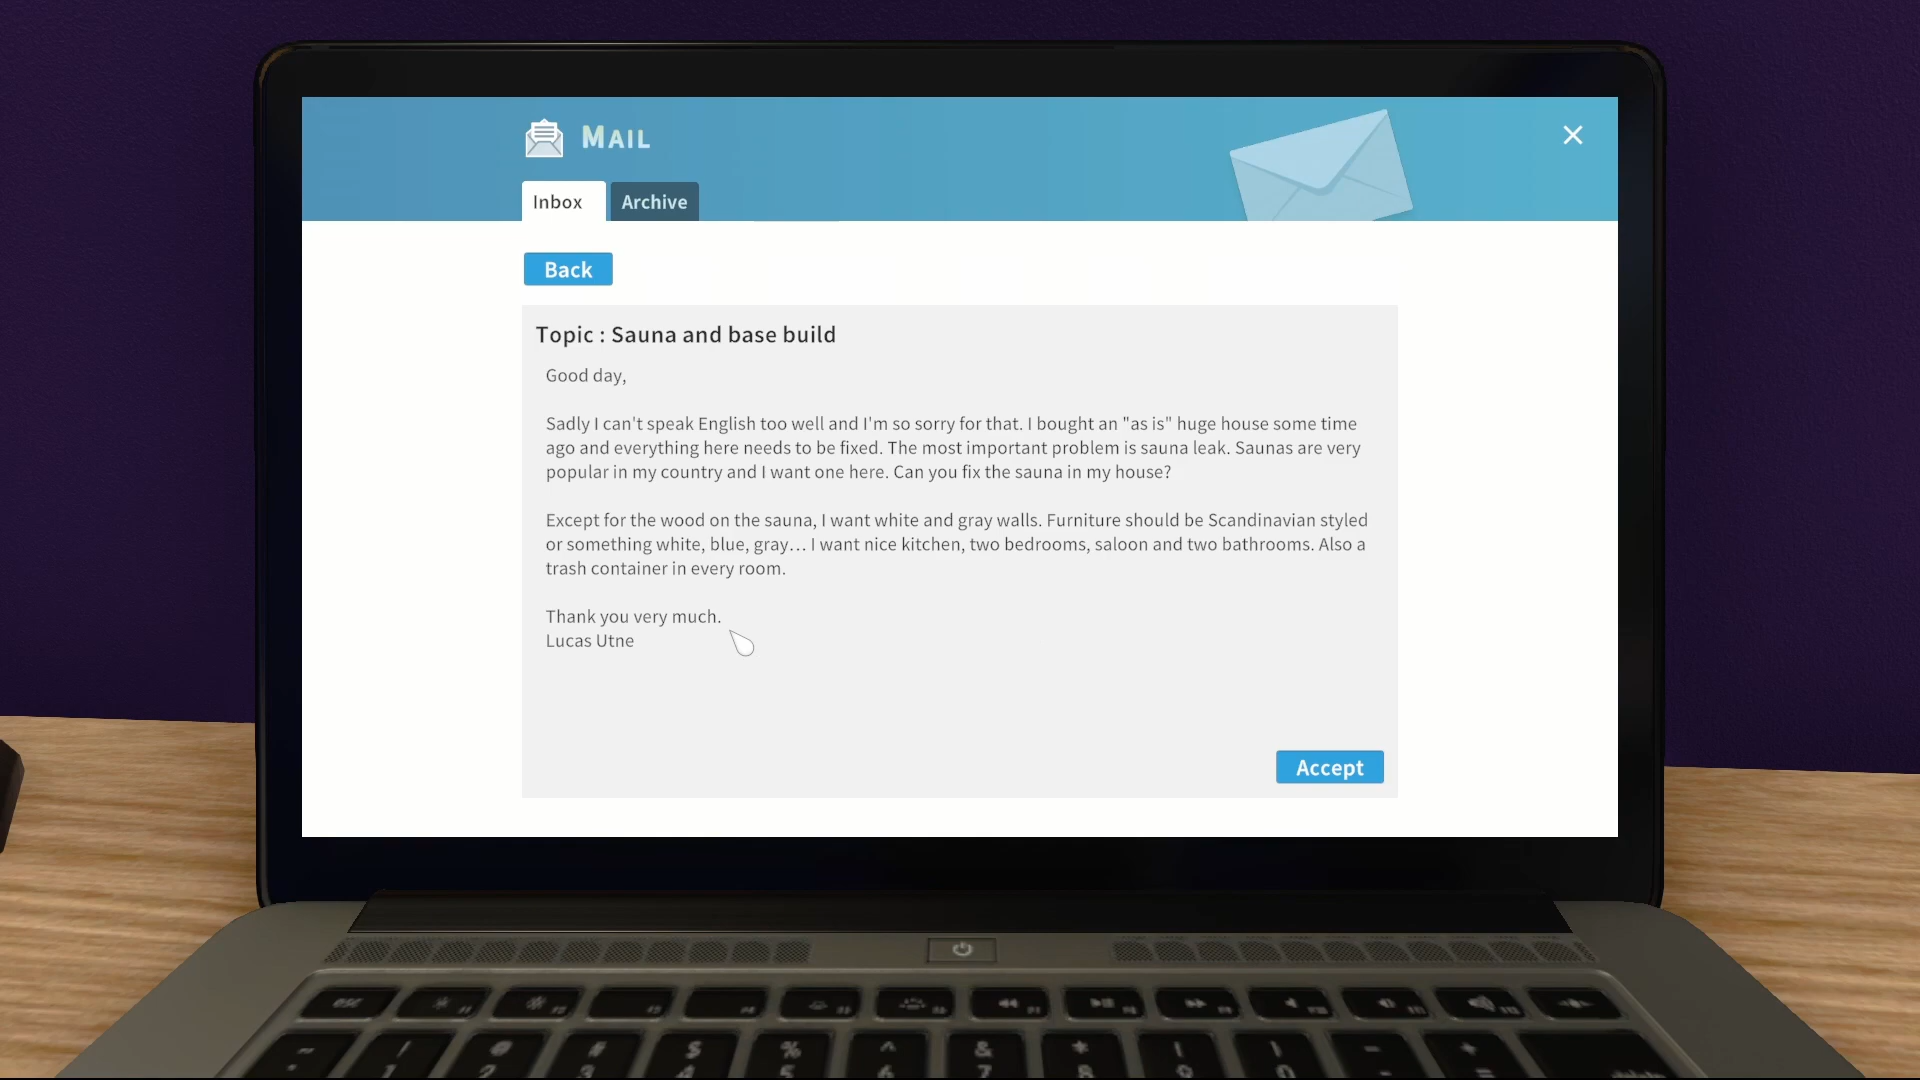 Mail
Inbox
Archive
Back
Topic : Sauna and base build
Good day,
Sadly I can't speak English too well and I'm so sorry for that. I bought an "as is" huge house some time
ago and everything here needs to be fixed. The most important problem is sauna leak. Saunas are very
popular in my country and I want one here. Can you fix the sauna in my house?
Except for the wood on the sauna, I want white and gray walls. Furniture should be Scandinavian styled
or something white, blue, gray... I want nice kitchen, two bedrooms, saloon and two bathrooms. Also a
trash container in every room.
Thank you very much.
Lucas Utne
Accept
esc